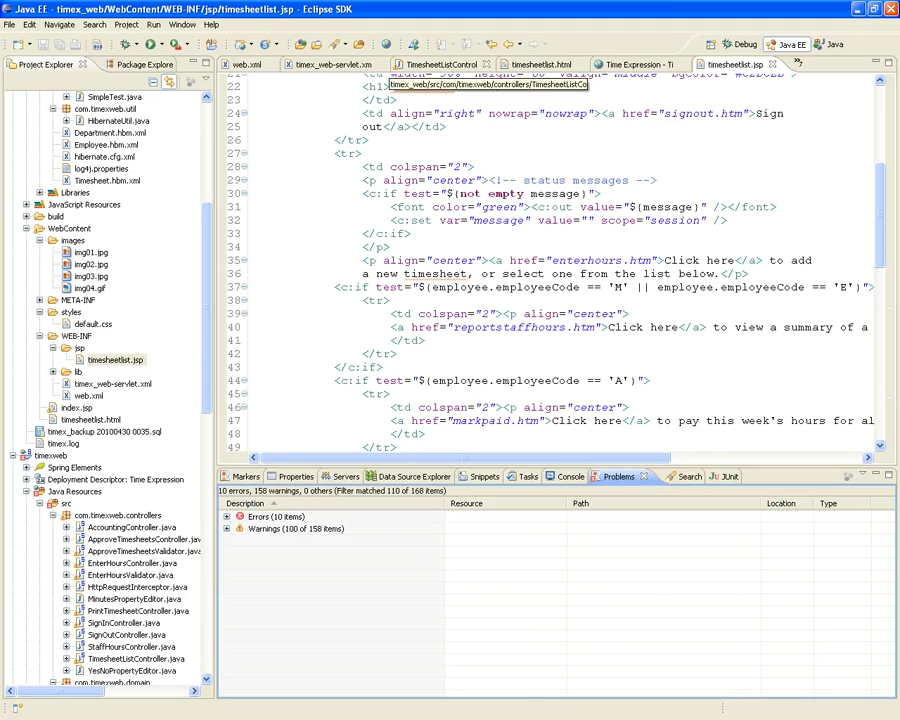 Java EE - timex_web/WebContent/WEB-INF/jsp/timesheetlist.jsp - Eclipse SDK
File Edit Navigate Search Project Run Window Help
Debug Java EE Java
Project Explorer Package Explore
web.xml timex_web-servlet.xm TimesheetListControl timesheetlist.html Time Expression - Ti timesheetlist.jsp »7
SimpleTest.java
com.timexweb.util
HibernateUtil.java
Department.hbm.xml
Employee.hbm.xml
hibernate.cfg.xml
log4j.properties
Timesheet.hbm.xml
Libraries
JavaScript Resources
build
WebContent
images
img01.jpg
img02.jpg
img03.jpg
img04.gif
META-INF
styles
default.css
WEB-INF
jsp
timesheetlist.jsp
lib
timex_web-servlet.xml
web.xml
index.jsp
timesheetlist.html
timex_backup 20100430 0035.sql
timex.log
timexweb
Spring Elements
Deployment Descriptor: Time Expression
Java Resources
src
com.timexweb.controllers
AccountingController.java
ApproveTimesheetsController.jav
ApproveTimesheetsValidator.java
EnterHoursController.java
EnterHoursValidator.java
HttpRequestInterceptor.java
MinutesPropertyEditor.java
PrintTimesheetController.java
SignInController.java
SignOutController.java
StaffHoursController.java
TimesheetListController.java
YesNoPropertyEditor.java
com.timexweb.domain
timex_web/src/com/timexweb/controllers/TimesheetListCo
22 <h1>
23 </td>
24 <td align="right" nowrap="nowrap"><a href="signout.htm">Sign
25 out</a></td>
26 </tr>
27 <tr>
28 <td colspan="2">
29 <p align="center"><!-- status messages -->
30 <c:if test="${not empty message}">
31 <font color="green"><c:out value="${message}" /></font>
32 <c:set var="message" value="" scope="session" />
33 </c:if>
34 </p>
35 <p align="center"><a href="enterhours.htm">Click here</a> to add
36 a new timesheet, or select one from the list below.</p>
37 <c:if test="${employee.employeeCode == 'M' || employee.employeeCode == 'E'}">
38 <tr>
39 <td colspan="2"><p align="center">
40 <a href="reportstaffhours.htm">Click here</a> to view a summary of a
41 </td>
42 </tr>
43 </c:if>
44 <c:if test="${employee.employeeCode == 'A'}">
45 <tr>
46 <td colspan="2"><p align="center">
47 <a href="markpaid.htm">Click here</a> to pay this week's hours for al
48 </td>
49 </tr>
Markers Properties Servers Data Source Explorer Snippets Tasks Console Problems Search JUnit
10 errors, 158 warnings, 0 others (Filter matched 110 of 168 items)
Description Resource Path Location Type
Errors (10 items)
Warnings (100 of 158 items)